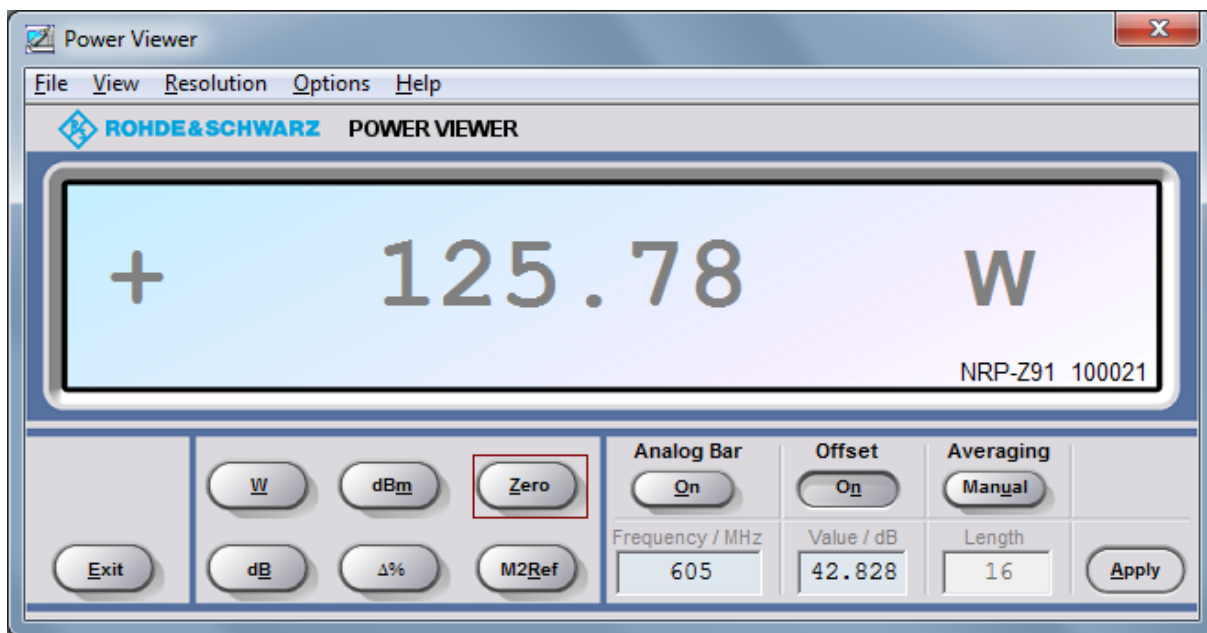 Power Viewer
File View Resolution Options Help
ROHDE&SCHWARZ POWER VIEWER
+ 125.78 W
NRP-Z91 100021
Analog Bar Offset Averaging
W dBm Zero On On Manual
Frequency / MHz Value / dB Length
Exit dB Δ% M2Ref 605 42.828 16 Apply